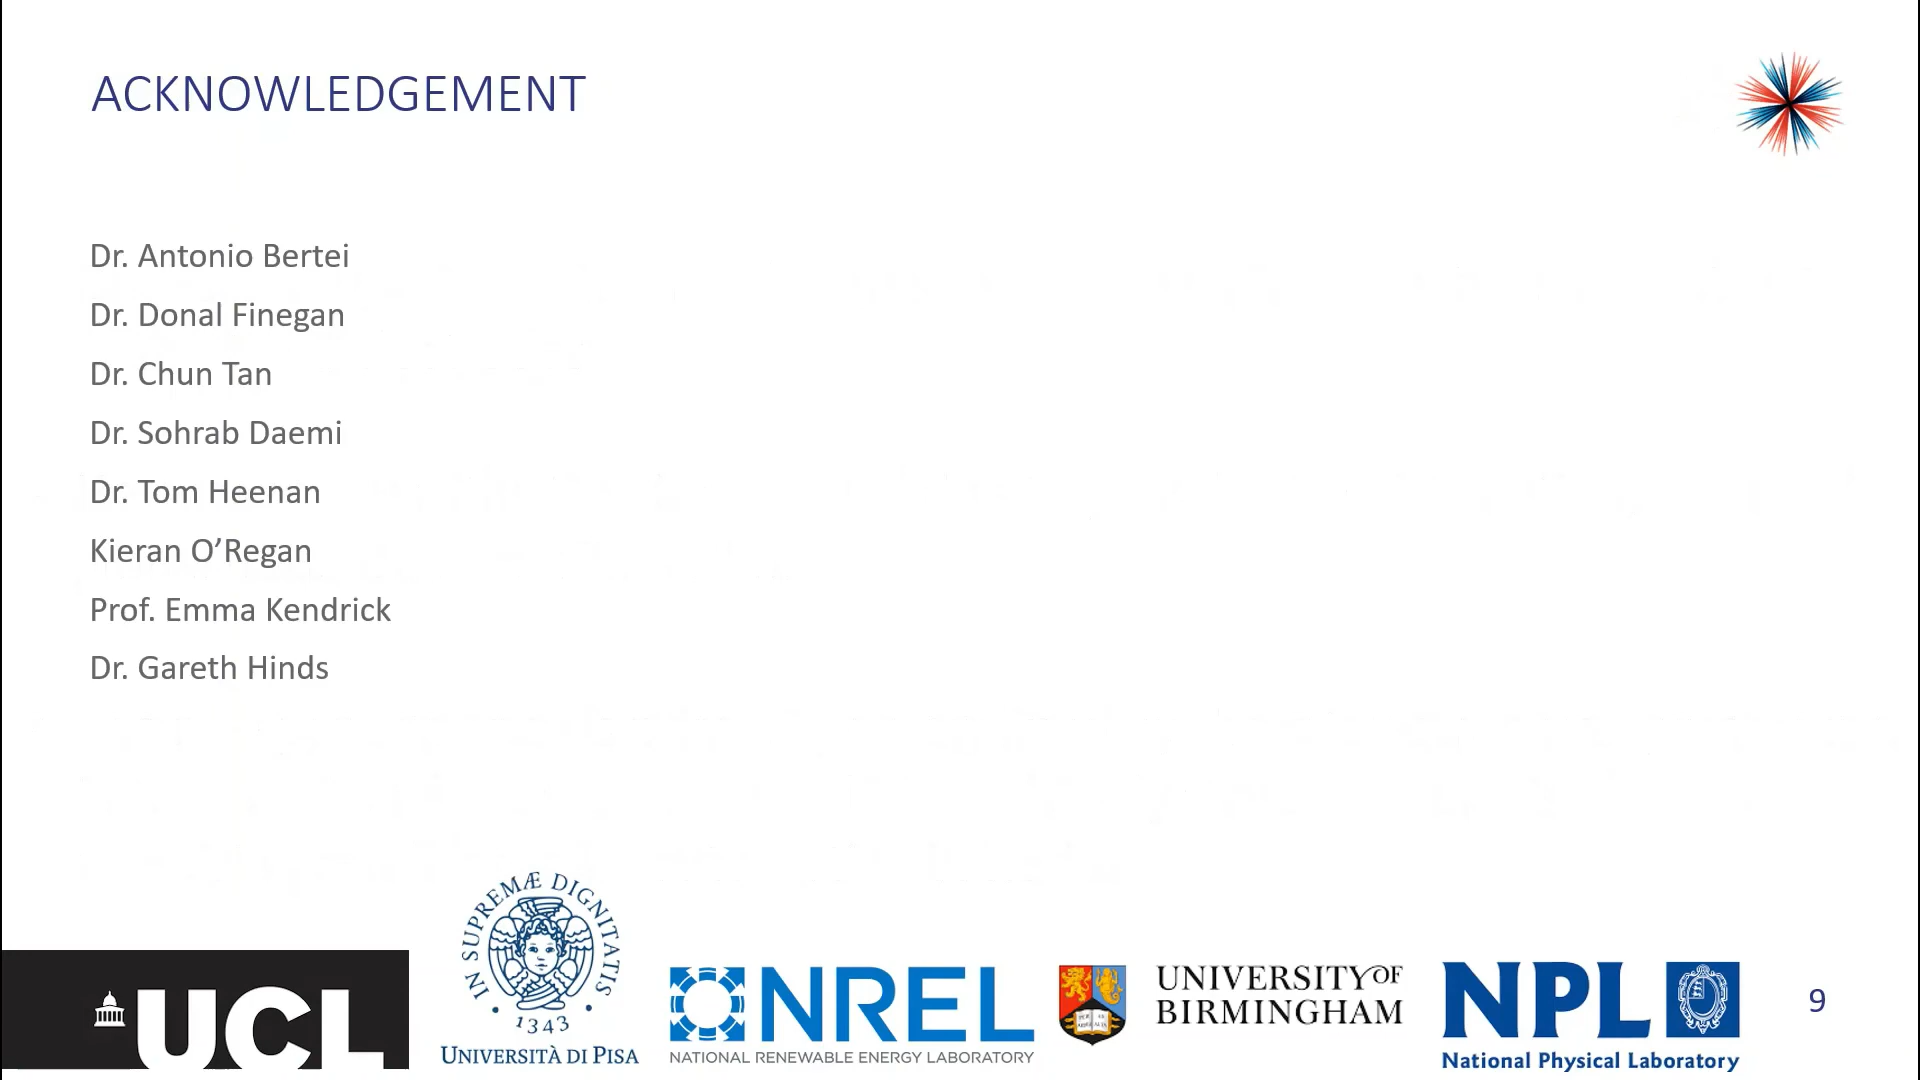 ACKNOWLEDGEMENT
Dr. Antonio Bertei
Dr. Donal Finegan
Dr. Chun Tan
Dr. Sohrab Daemi
Dr. Tom Heenan
Kieran O’Regan
Prof. Emma Kendrick
Dr. Gareth Hinds
UCL
IN SUPREMÆ DIGNITATIS
1343
UNIVERSITÀ DI PISA
NREL
NATIONAL RENEWABLE ENERGY LABORATORY
UNIVERSITY OF
BIRMINGHAM
NPL
National Physical Laboratory
9